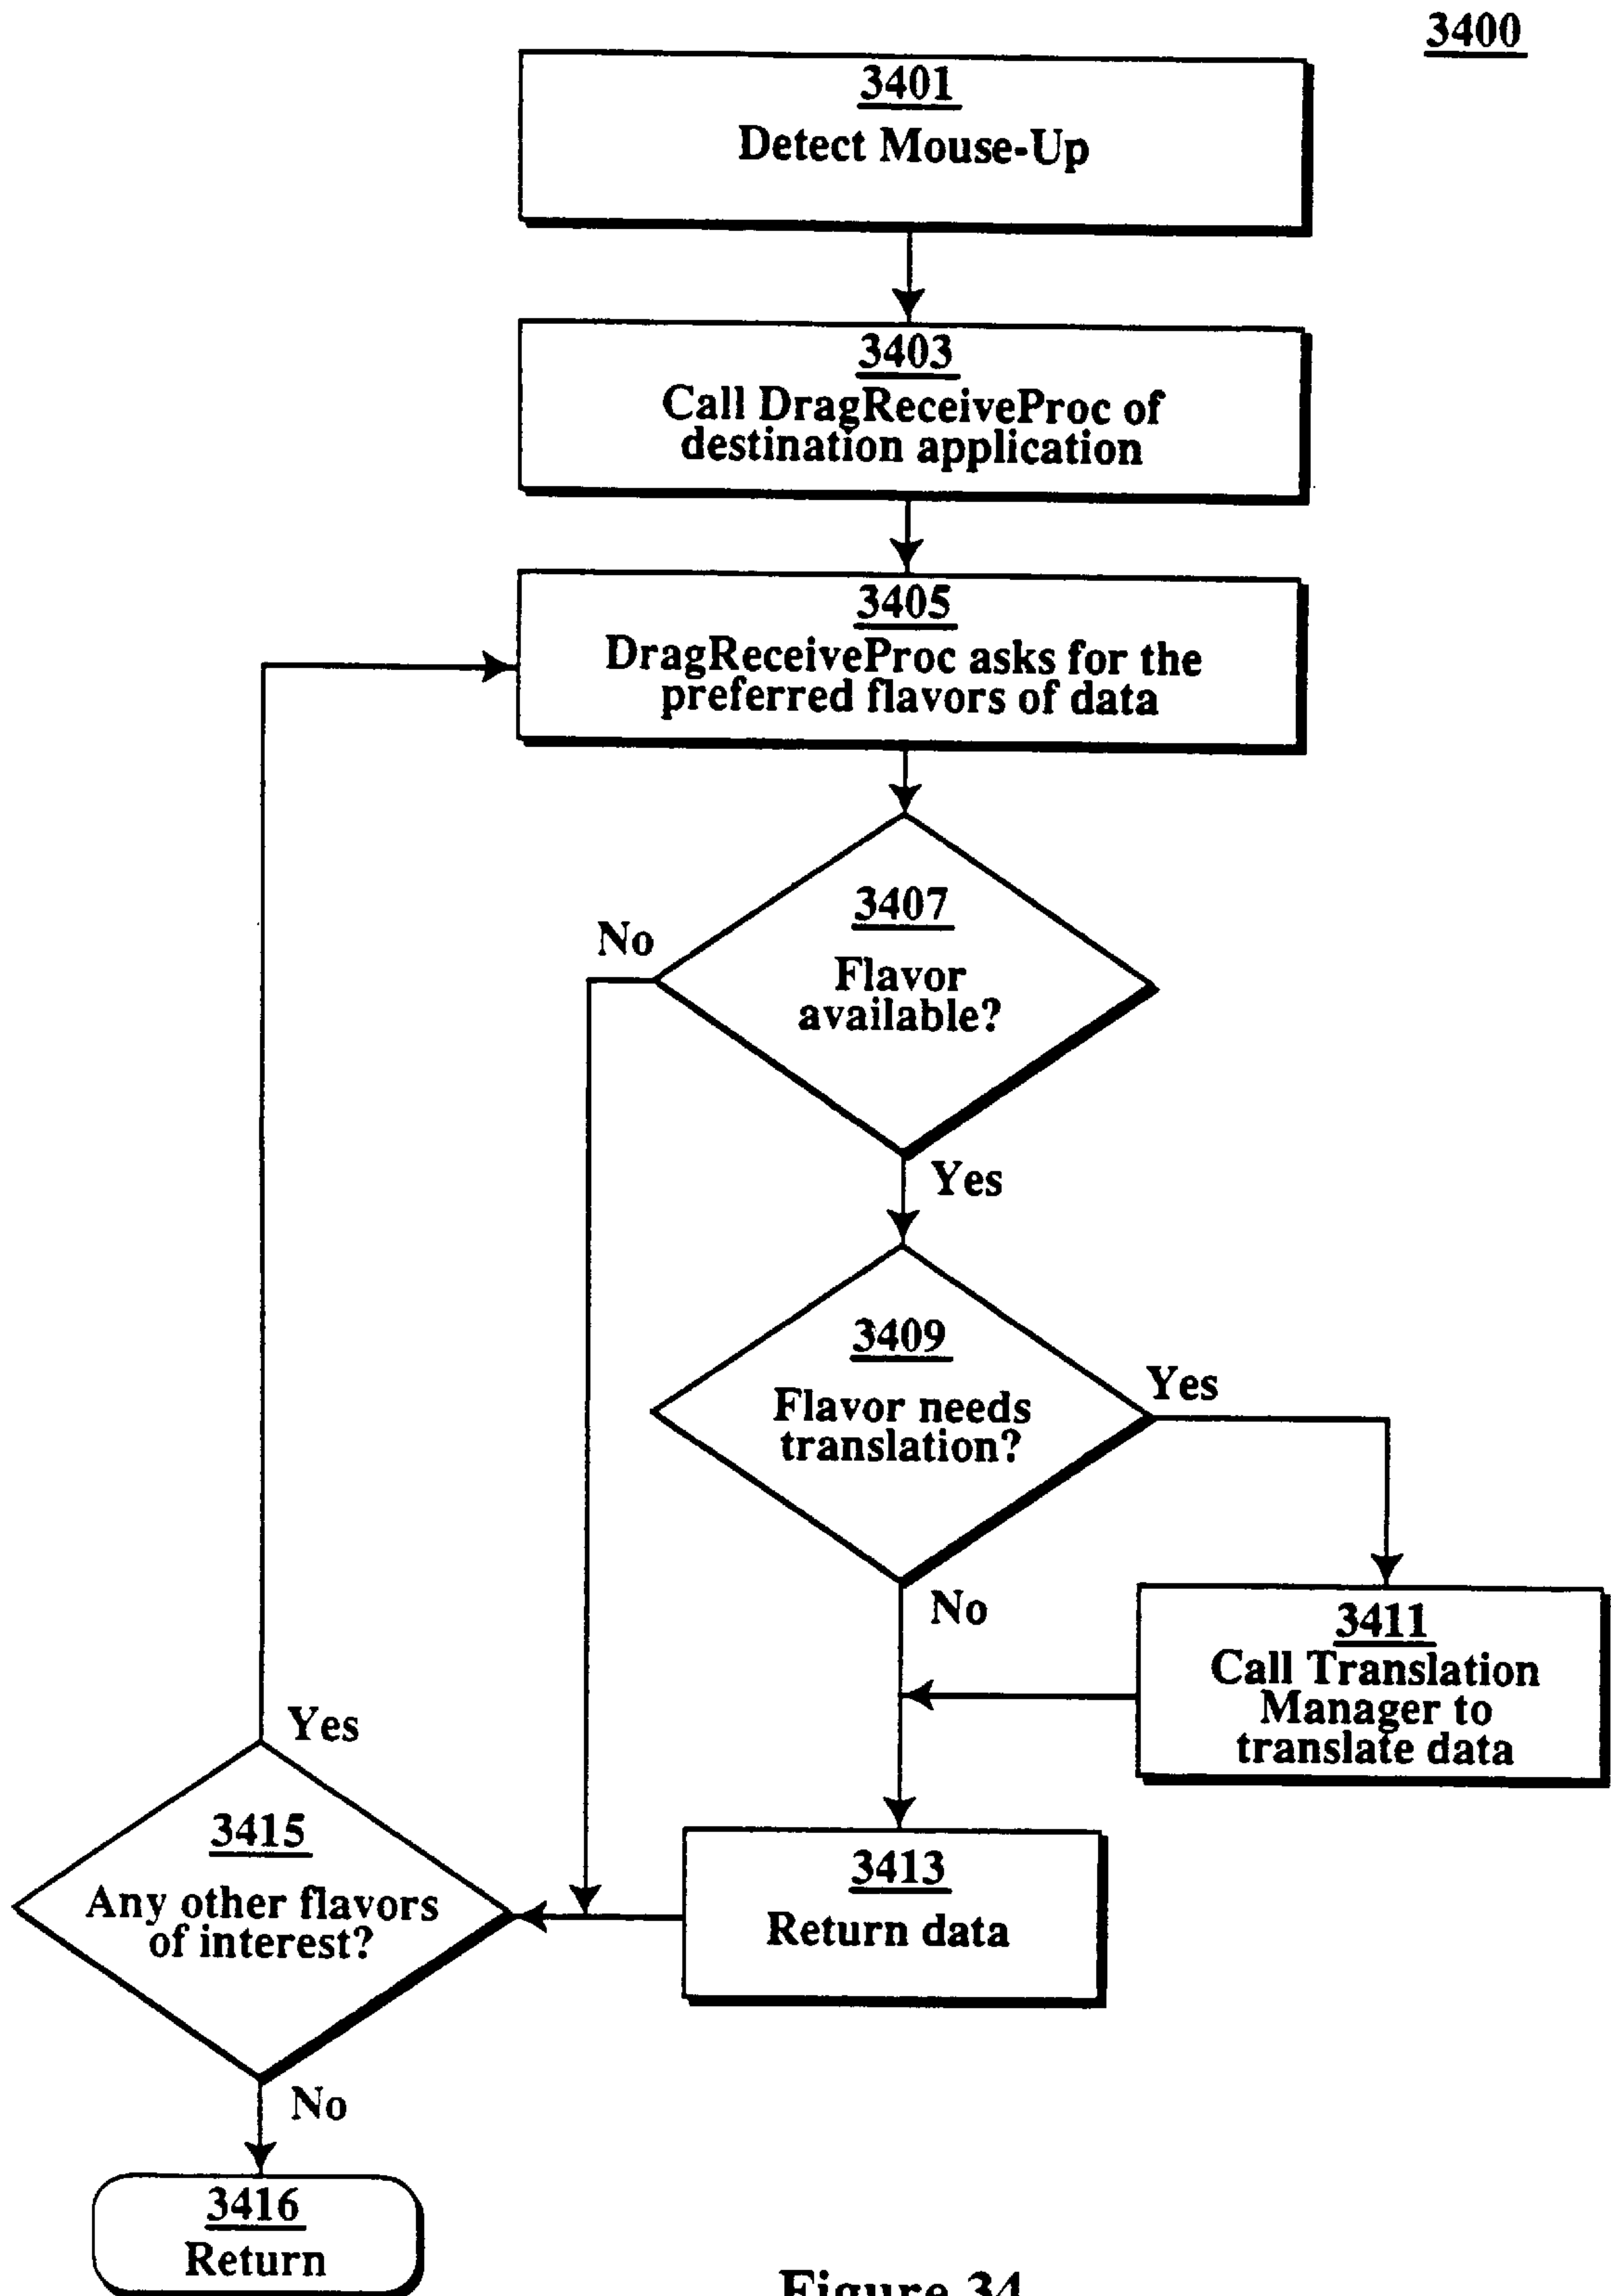 3400
3401
Detect Mouse-Up
3403
Call DragReceiveProc of
destination application
3405
DragReceiveProc asks for the
preferred flavors of data
3407
Flavor
available?
No
Yes
3409
Flavor needs
translation?
Yes
No
3411
Call Translation
Manager to
translate data
3413
Return data
Yes
3415
Any other flavors
of interest?
No
3416
Return
Figure 34